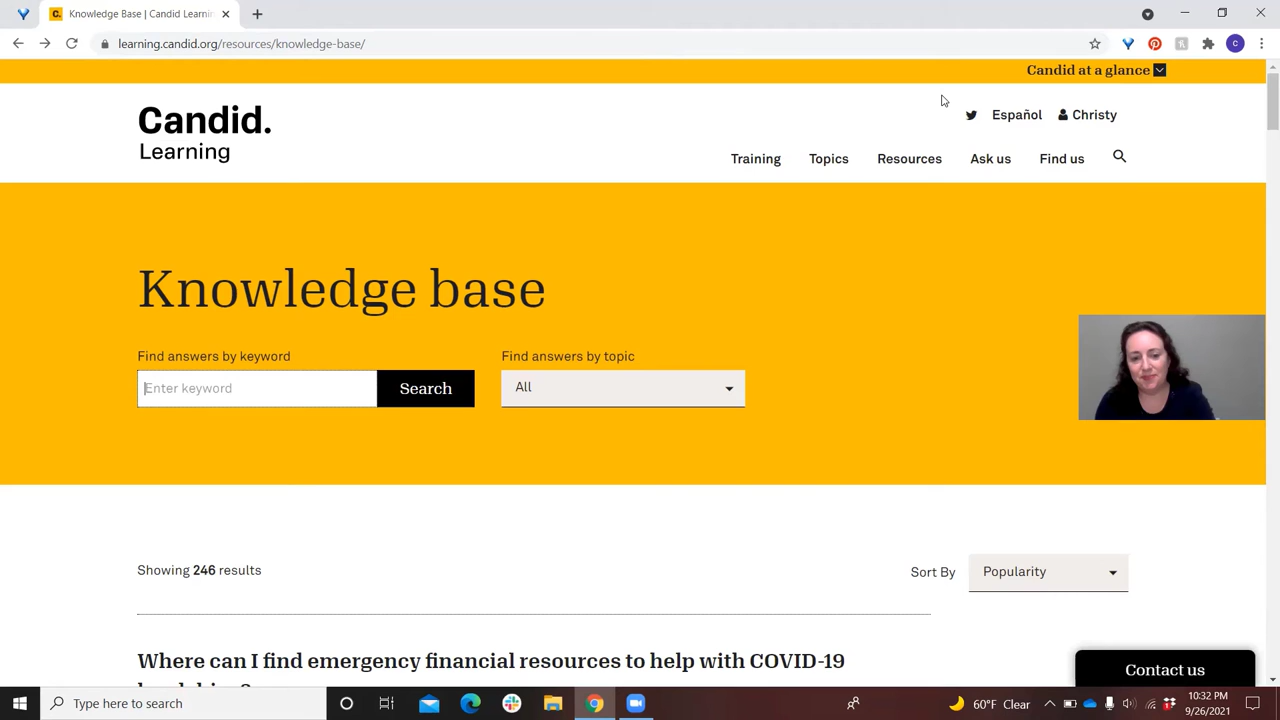 Knowledge Base | Candid Learnin
learning.candid.org/resources/knowledge-base/
C
Candid at a glance
C.
Candid.
Learning
Español
Christy
Training
Topics
Resources
Ask us
Find us
Knowledge base
Find answers by keyword
Find answers by topic
Enter keyword
Search
All
Showing 246 results
Sort By
Popularity
Where can I find emergency financial resources to help with COVID-19
Contact us
Type here to search
60°F Clear
10:32 PM
9/26/2021